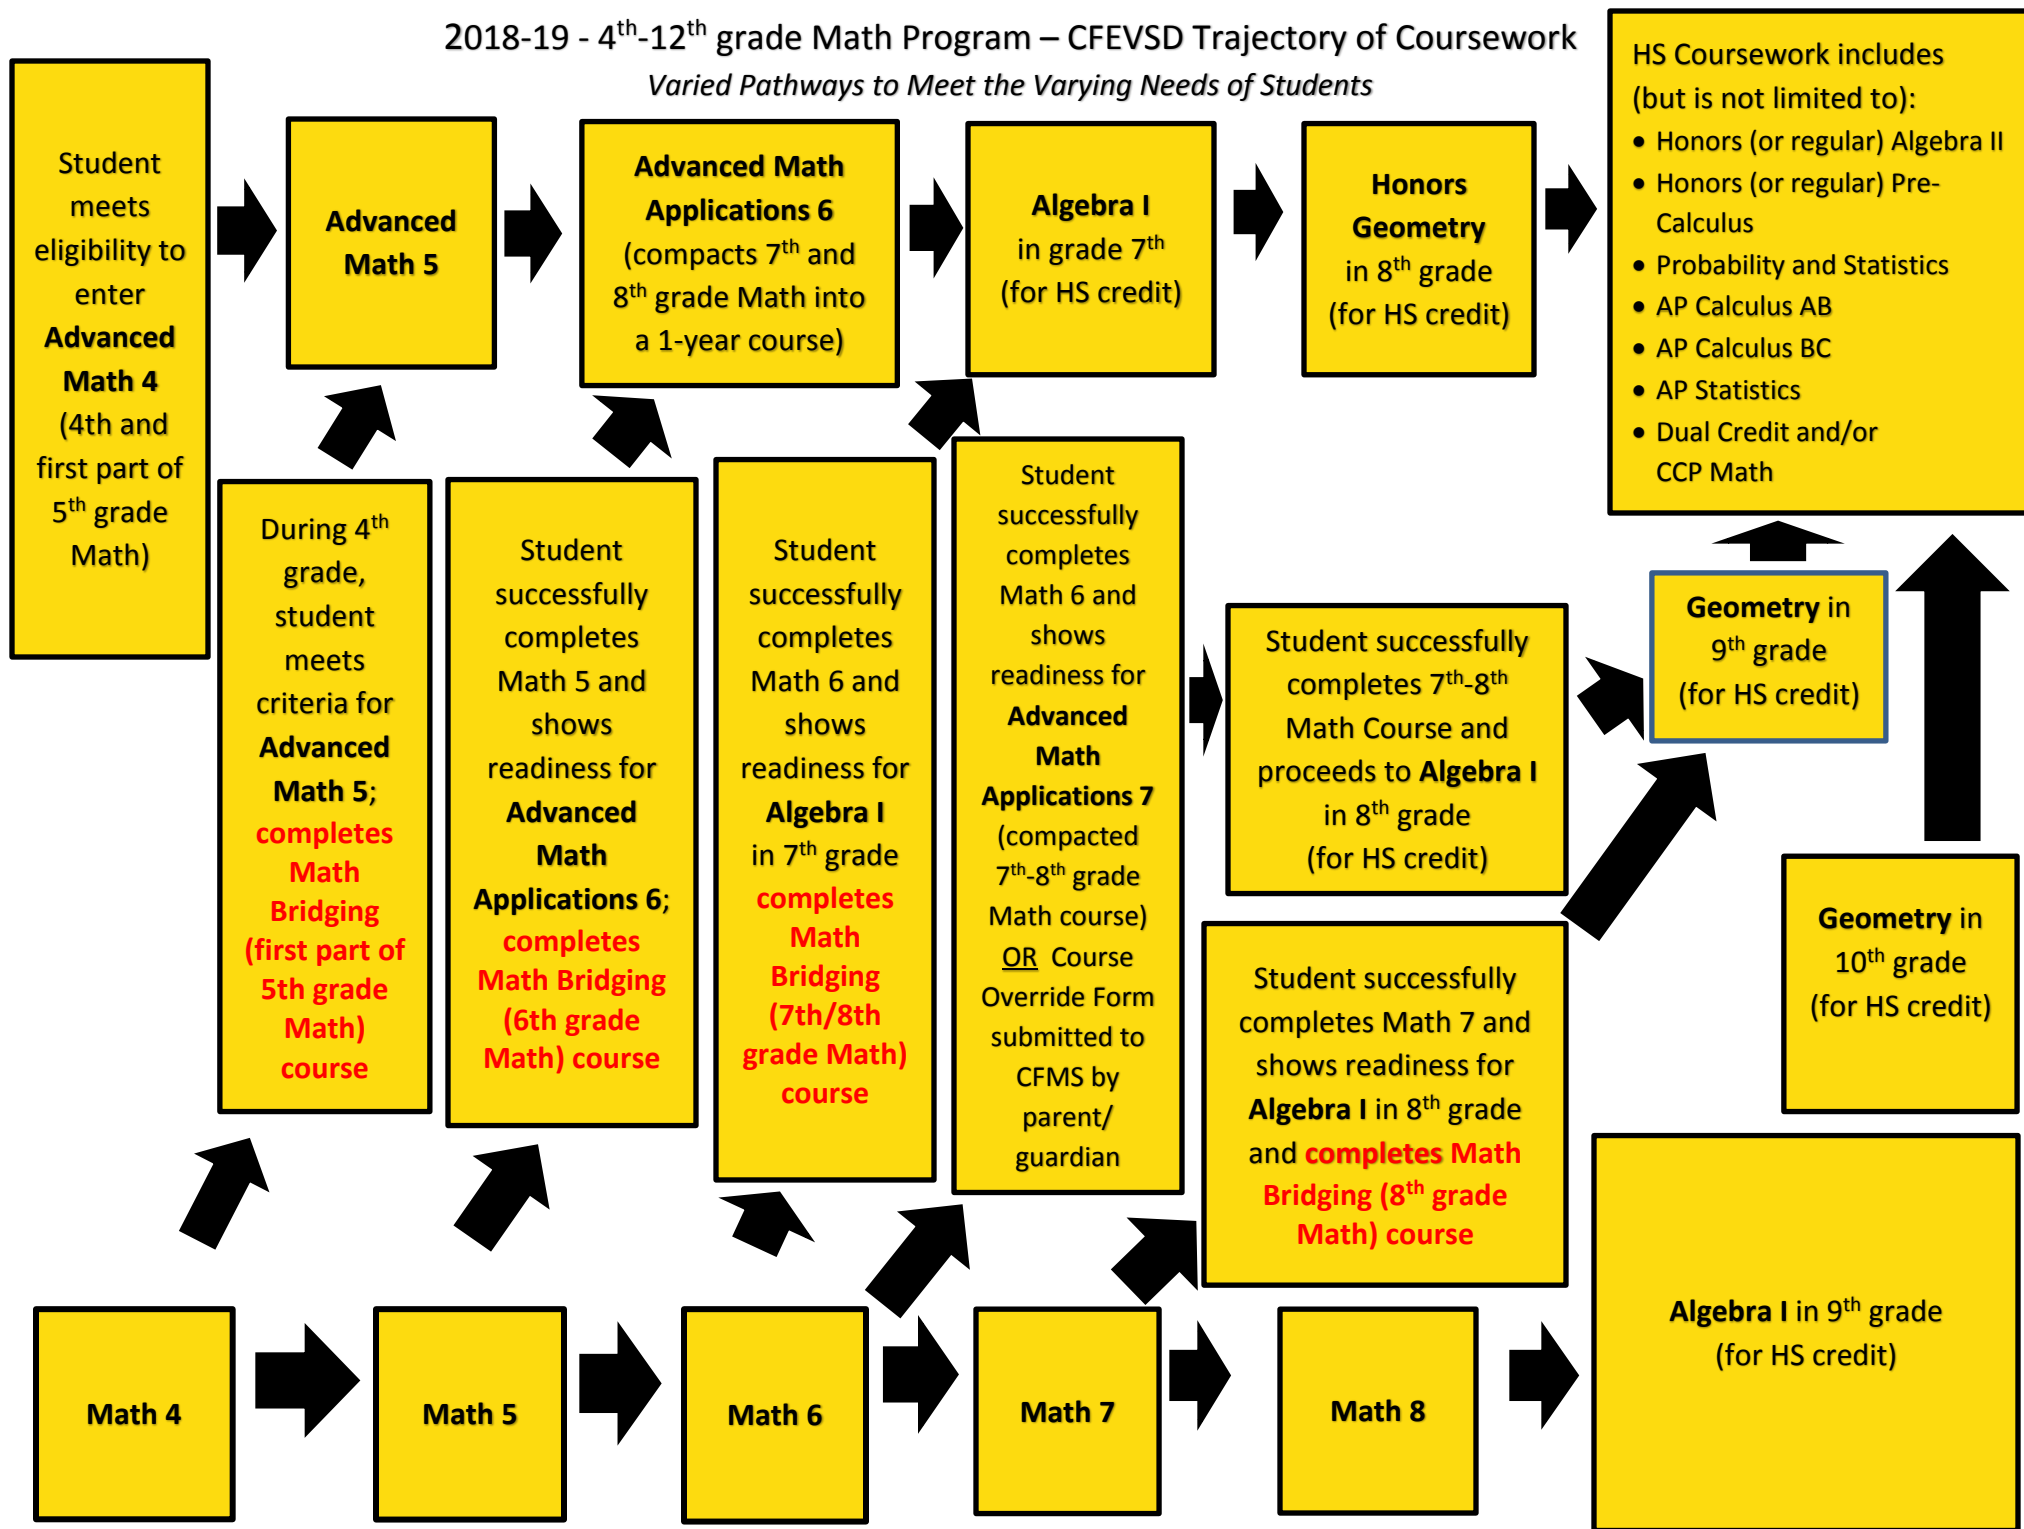 2018-19 - 4th-12th grade Math Program – CFEVSD Trajectory of Coursework
Varied Pathways to Meet the Varying Needs of Students
Student
meets
eligibility to
enter
Advanced
Math 4
(4th and
first part of
5th grade
Math)
Advanced
Math 5
Advanced Math
Applications 6
(compacts 7th and
8th grade Math into
a 1-year course)
Algebra I
in grade 7th
(for HS credit)
Honors
Geometry
in 8th grade
(for HS credit)
HS Coursework includes
(but is not limited to):
• Honors (or regular) Algebra II
• Honors (or regular) Pre-
Calculus
• Probability and Statistics
• AP Calculus AB
• AP Calculus BC
• AP Statistics
• Dual Credit and/or
CCP Math
During 4th
grade,
student
meets
criteria for
Advanced
Math 5;
completes
Math
Bridging
(first part of
5th grade
Math)
course
Student
successfully
completes
Math 5 and
shows
readiness for
Advanced
Math
Applications 6;
completes
Math Bridging
(6th grade
Math) course
Student
successfully
completes
Math 6 and
shows
readiness for
Algebra I
in 7th grade
completes
Math
Bridging
(7th/8th
grade Math)
course
Student
successfully
completes
Math 6 and
shows
readiness for
Advanced
Math
Applications 7
(compacted
7th-8th grade
Math course)
OR Course
Override Form
submitted to
CFMS by
parent/
guardian
Student successfully
completes 7th-8th
Math Course and
proceeds to Algebra I
in 8th grade
(for HS credit)
Geometry in
9th grade
(for HS credit)
Student successfully
completes Math 7 and
shows readiness for
Algebra I in 8th grade
and completes Math
Bridging (8th grade
Math) course
Geometry in
10th grade
(for HS credit)
Math 4
Math 5
Math 6
Math 7
Math 8
Algebra I in 9th grade
(for HS credit)